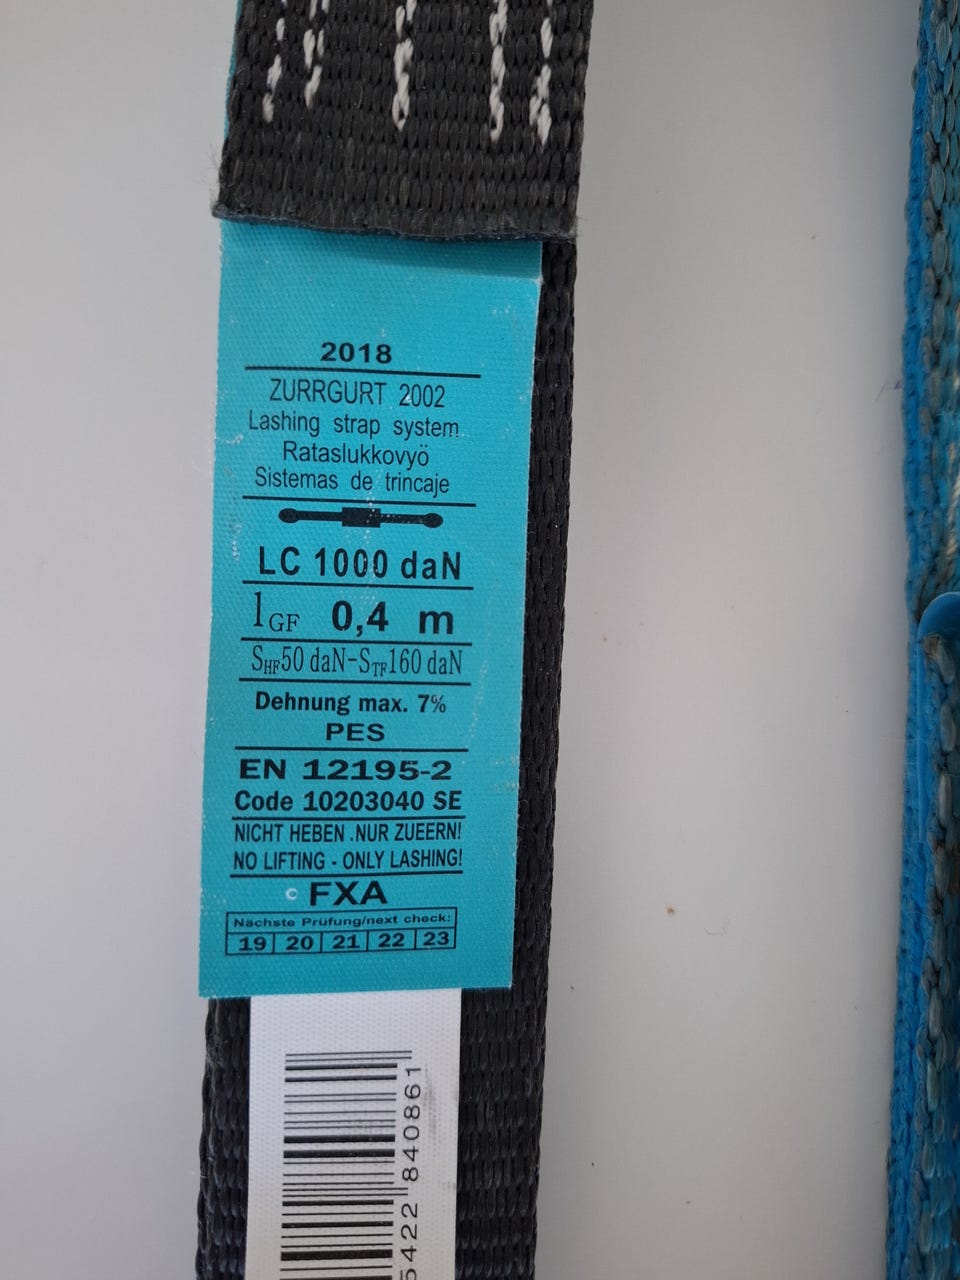 2018
ZURRGURT 2002
Lashing strap system
Rataslukkovyö
Sistemas de trincaje
LC 1000 daN
lGF 0,4 m
SHF50 daN-STF160 daN
Dehnung max. 7%
PES
EN 12195-2
Code 10203040 SE
NICHT HEBEN .NUR ZUEERN!
NO LIFTING - ONLY LASHING!
FXA
Nächste Prüfung/next check:
19 20 21 22 23
5422 840861